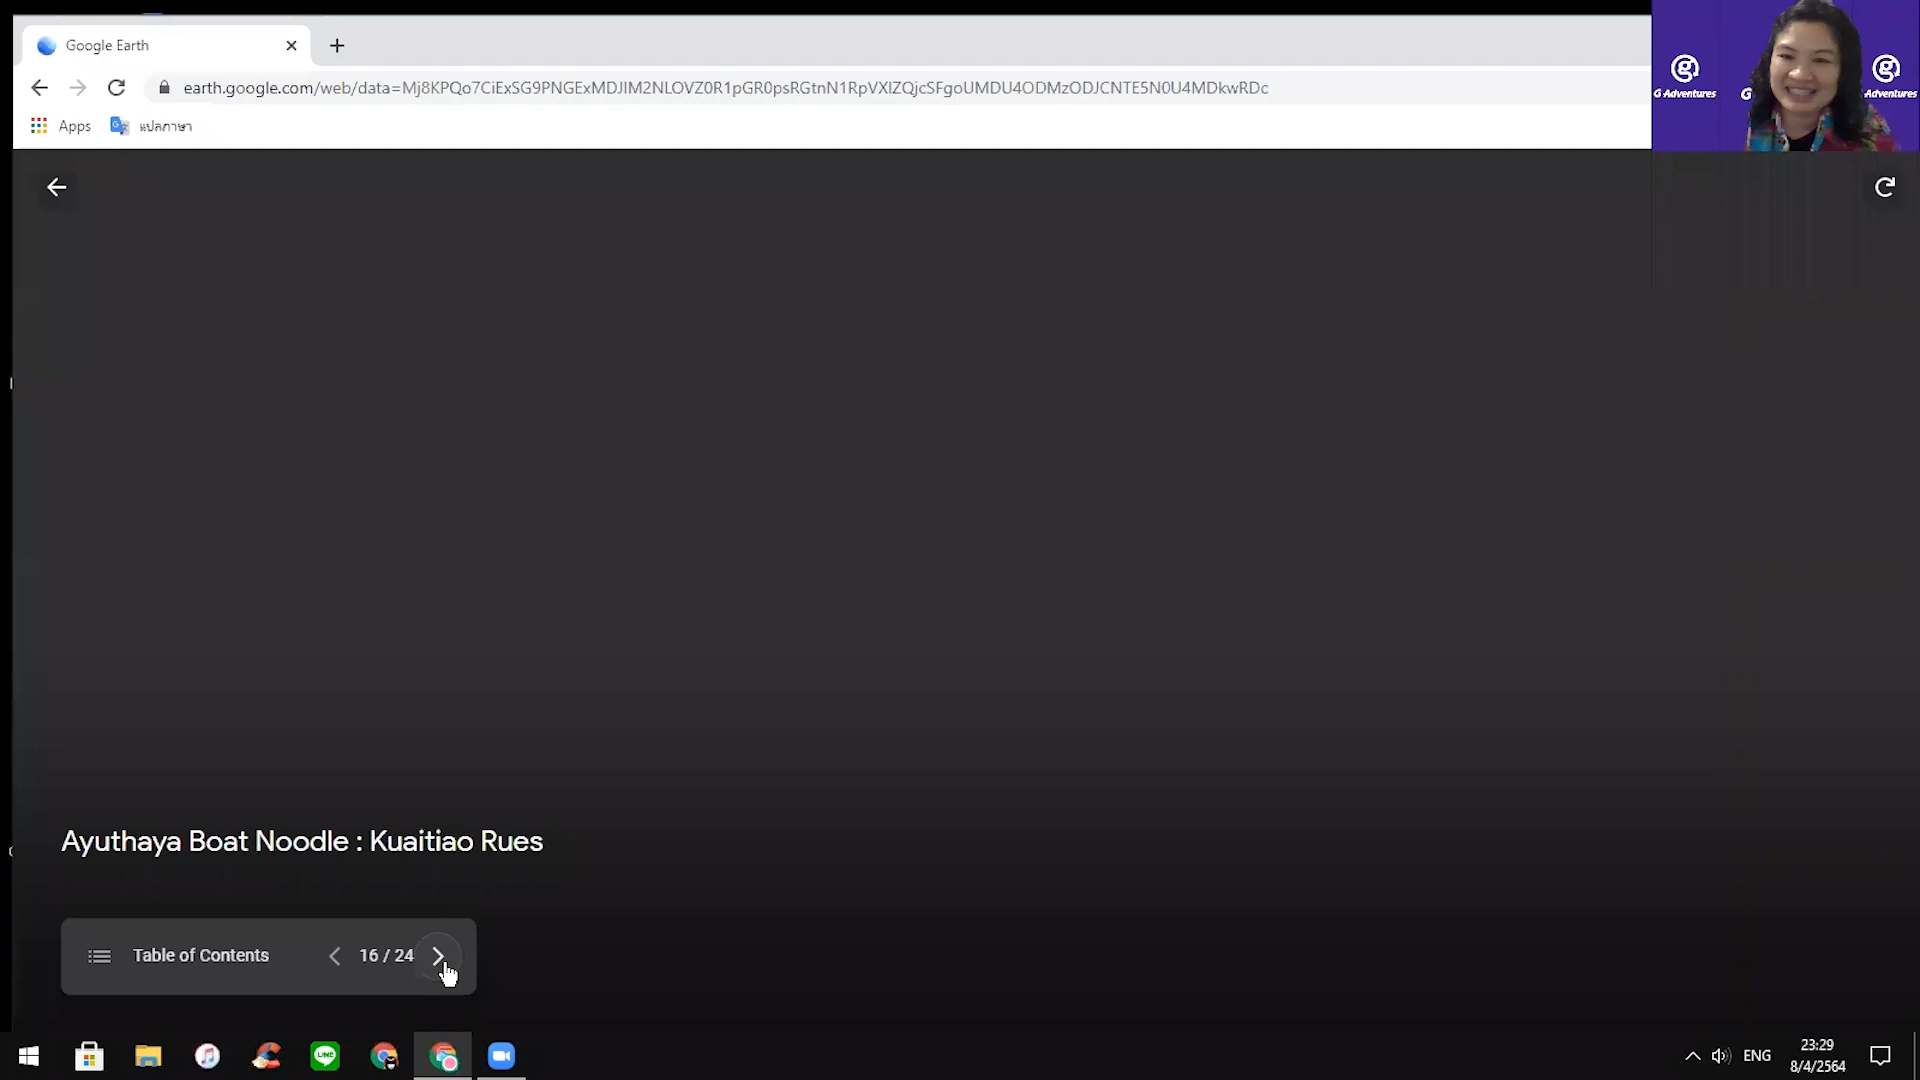 Google Earth
earth.google.com/web/data=Mj8KPQo7CiExSG9PNGExMDJIM2NLOVZ0R1pGR0psRGtnN1RpVXlZQjcSFgoUMDU4ODMzODJCNTE5N0U4MDkwRDc
Apps
แปลภาษา
G Adventures
G
Adventures
Ayuthaya Boat Noodle : Kuaitiao Rues
Table of Contents
16 / 24
LINE
ENG
23:29
8/4/2564